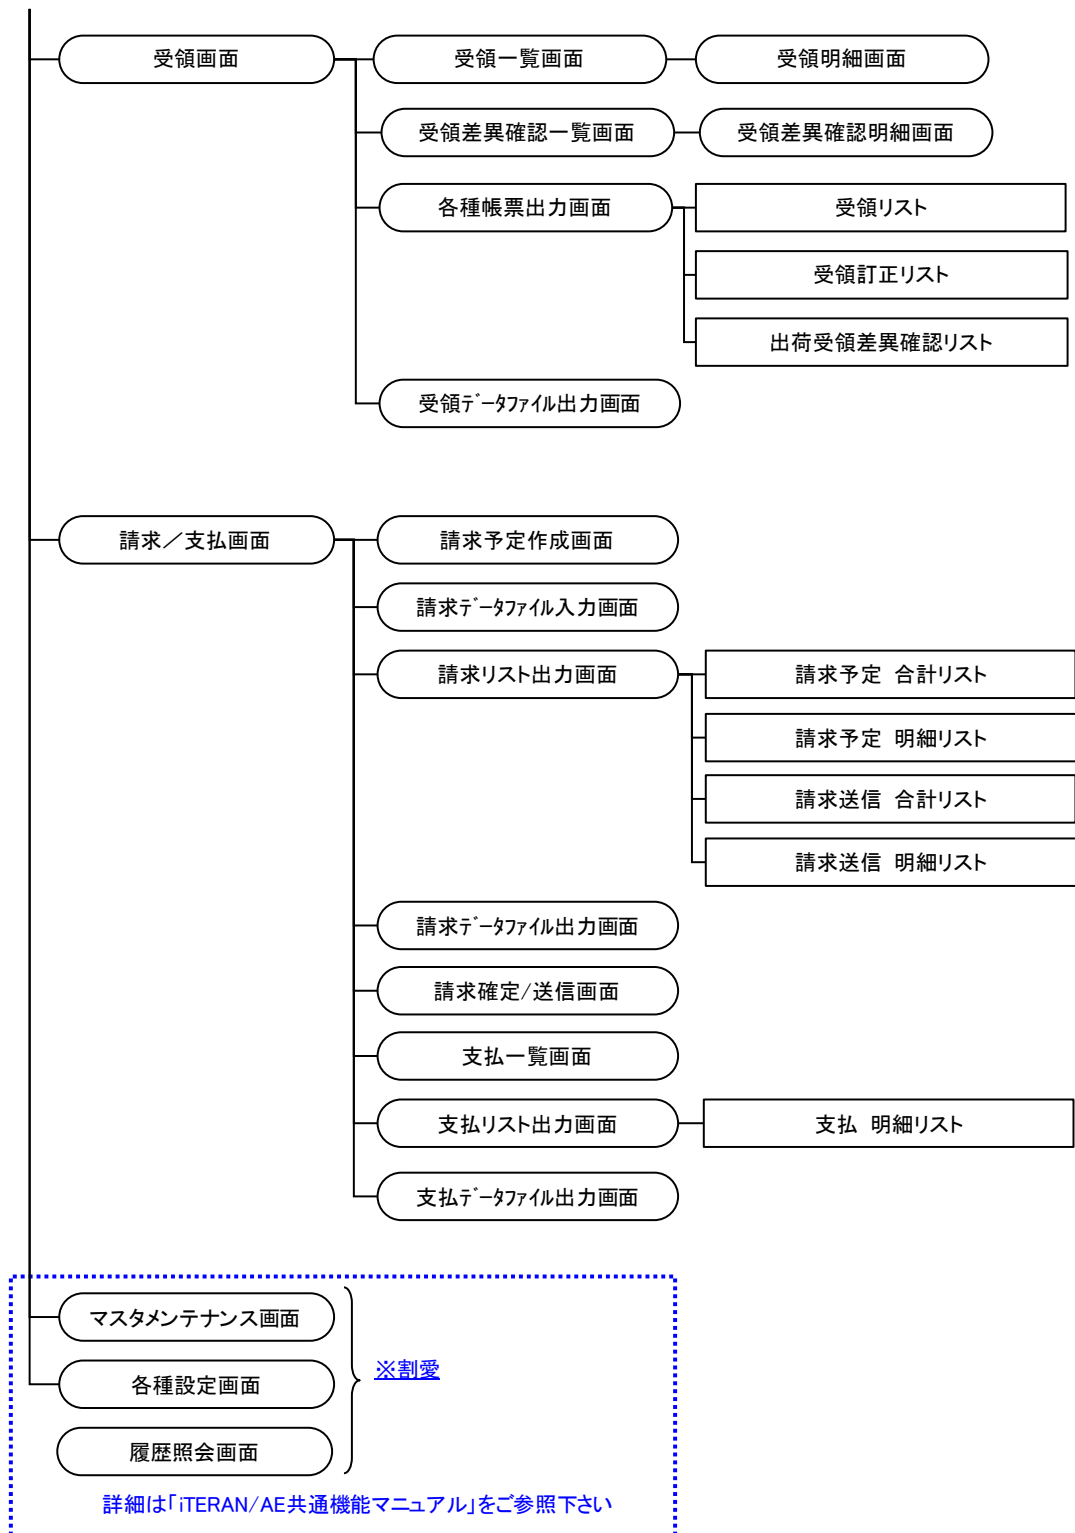 受領画面
受領一覧画面
受領明細画面
受領差異確認一覧画面
受領差異確認明細画面
各種帳票出力画面
受領リスト
受領訂正リスト
出荷受領差異確認リスト
受領ﾃﾞｰﾀﾌｧｲﾙ出力画面
請求／支払画面
請求予定作成画面
請求ﾃﾞｰﾀﾌｧｲﾙ入力画面
請求リスト出力画面
請求予定 合計リスト
請求予定 明細リスト
請求送信 合計リスト
請求送信 明細リスト
請求ﾃﾞｰﾀﾌｧｲﾙ出力画面
請求確定/送信画面
支払一覧画面
支払リスト出力画面
支払 明細リスト
支払ﾃﾞｰﾀﾌｧｲﾙ出力画面
マスタメンテナンス画面
各種設定画面
※割愛
履歴照会画面
詳細は「iTERAN/AE共通機能マニュアル」をご参照下さい